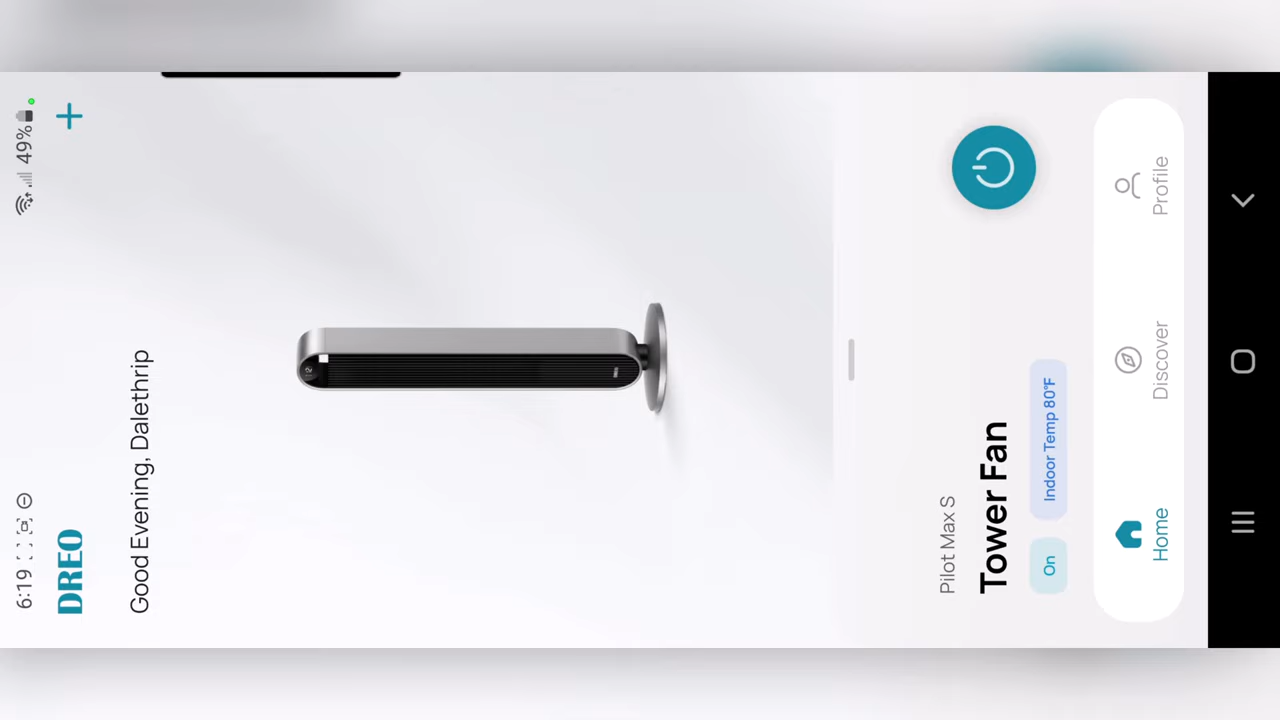 6:19
49%
DREO
Good Evening, Dalethrip
Pilot Max S
Tower Fan
On
Indoor Temp 80°F
Home
Discover
Profile